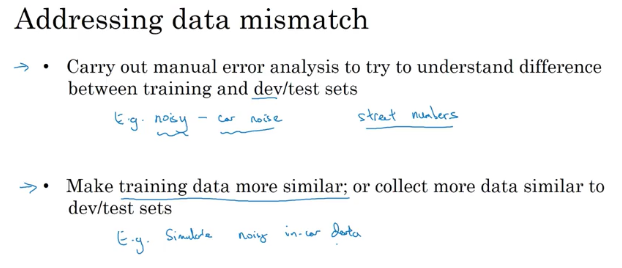 Addressing data mismatch
→ • Carry out manual error analysis to try to understand difference
between training and dev/test sets
E.g. noisy - car noise street numbers
→ • Make training data more similar; or collect more data similar to
dev/test sets
E.g. Simulate noisy in-car data